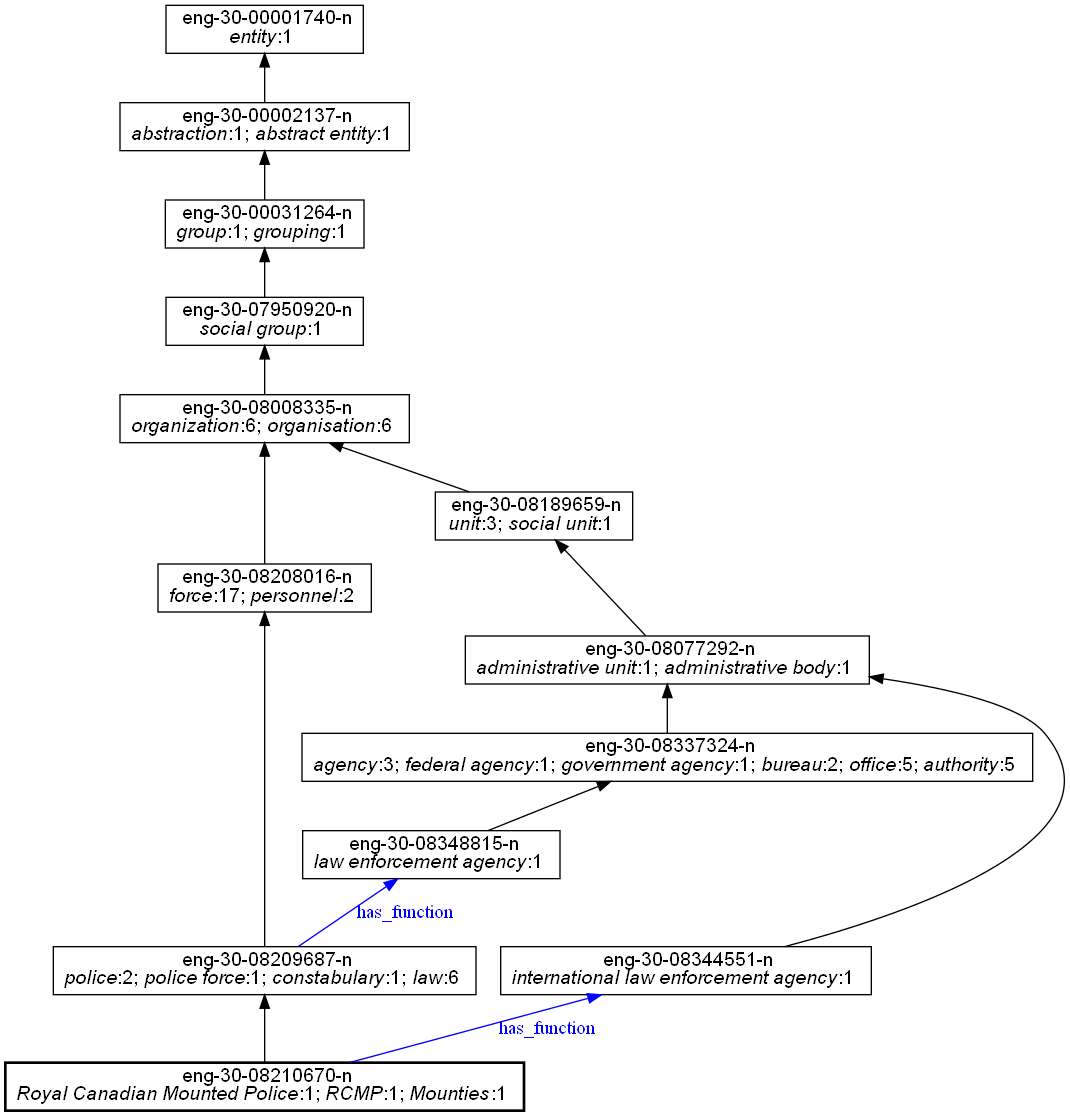 eng-30-00001740-n
entity:1
eng-30-00002137-n
abstraction:1; abstract entity:1
eng-30-00031264-n
group:1; grouping:1
eng-30-07950920-n
social group:1
eng-30-08008335-n
organization:6; organisation:6
eng-30-08189659-n
unit:3; social unit:1
eng-30-08208016-n
force:17; personnel:2
eng-30-08077292-n
administrative unit:1; administrative body:1
eng-30-08337324-n
agency:3; federal agency:1; government agency:1; bureau:2; office:5; authority:5
eng-30-08348815-n
law enforcement agency:1
has_function
eng-30-08209687-n
police:2; police force:1; constabulary:1; law:6
eng-30-08344551-n
international law enforcement agency:1
has_function
eng-30-08210670-n
Royal Canadian Mounted Police:1; RCMP:1; Mounties:1